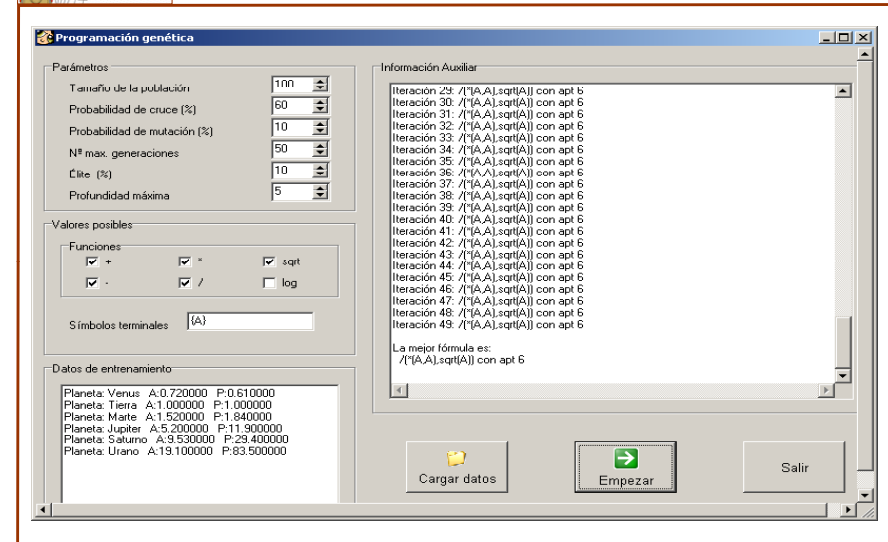 Programación genética
Parámetros
Tamaño de la población 100
Probabilidad de cruce (%) 60
Probabilidad de mutación (%) 10
Nº max. generaciones 50
Élite (%) 10
Profundidad máxima 5
Valores posibles
Funciones
+ * sqrt
- / log
Símbolos terminales {A}
Datos de entrenamiento
Planeta: Venus A:0.720000 P:0.610000
Planeta: Tierra A:1.000000 P:1.000000
Planeta: Marte A:1.520000 P:1.840000
Planeta: Jupiter A:5.200000 P:11.900000
Planeta: Saturno A:9.530000 P:29.400000
Planeta: Urano A:19.100000 P:83.500000
Información Auxiliar
Iteración 29: /(*(A,A),sqrt(A)) con apt 6
Iteración 30: /(*(A,A),sqrt(A)) con apt 6
Iteración 31: /(*(A,A),sqrt(A)) con apt 6
Iteración 32: /(*(A,A),sqrt(A)) con apt 6
Iteración 33: /(*(A,A),sqrt(A)) con apt 6
Iteración 34: /(*(A,A),sqrt(A)) con apt 6
Iteración 35: /(*(A,A),sqrt(A)) con apt 6
Iteración 36: /(*(A,A),sqrt(A)) con apt 6
Iteración 37: /(*(A,A),sqrt(A)) con apt 6
Iteración 38: /(*(A,A),sqrt(A)) con apt 6
Iteración 39: /(*(A,A),sqrt(A)) con apt 6
Iteración 40: /(*(A,A),sqrt(A)) con apt 6
Iteración 41: /(*(A,A),sqrt(A)) con apt 6
Iteración 42: /(*(A,A),sqrt(A)) con apt 6
Iteración 43: /(*(A,A),sqrt(A)) con apt 6
Iteración 44: /(*(A,A),sqrt(A)) con apt 6
Iteración 45: /(*(A,A),sqrt(A)) con apt 6
Iteración 46: /(*(A,A),sqrt(A)) con apt 6
Iteración 47: /(*(A,A),sqrt(A)) con apt 6
Iteración 48: /(*(A,A),sqrt(A)) con apt 6
Iteración 49: /(*(A,A),sqrt(A)) con apt 6
La mejor fórmula es:
/(*(A,A),sqrt(A)) con apt 6
Cargar datos
Empezar
Salir